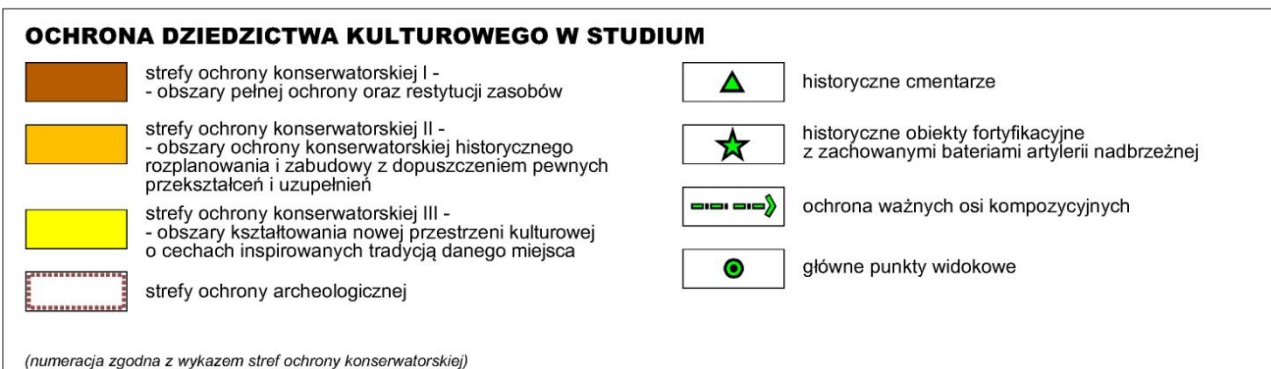 OCHRONA DZIEDZICTWA KULTUROWEGO W STUDIUM
strefy ochrony konserwatorskiej I -
- obszary pełnej ochrony oraz restytucji zasobów
strefy ochrony konserwatorskiej II -
- obszary ochrony konserwatorskiej historycznego
rozplanowania i zabudowy z dopuszczeniem pewnych
przekształceń i uzupełnień
strefy ochrony konserwatorskiej III -
- obszary kształtowania nowej przestrzeni kulturowej
o cechach inspirowanych tradycją danego miejsca
strefy ochrony archeologicznej
historyczne cmentarze
historyczne obiekty fortyfikacyjne
z zachowanymi bateriami artylerii nadbrzeżnej
ochrona ważnych osi kompozycyjnych
główne punkty widokowe
(numeracja zgodna z wykazem stref ochrony konserwatorskiej)